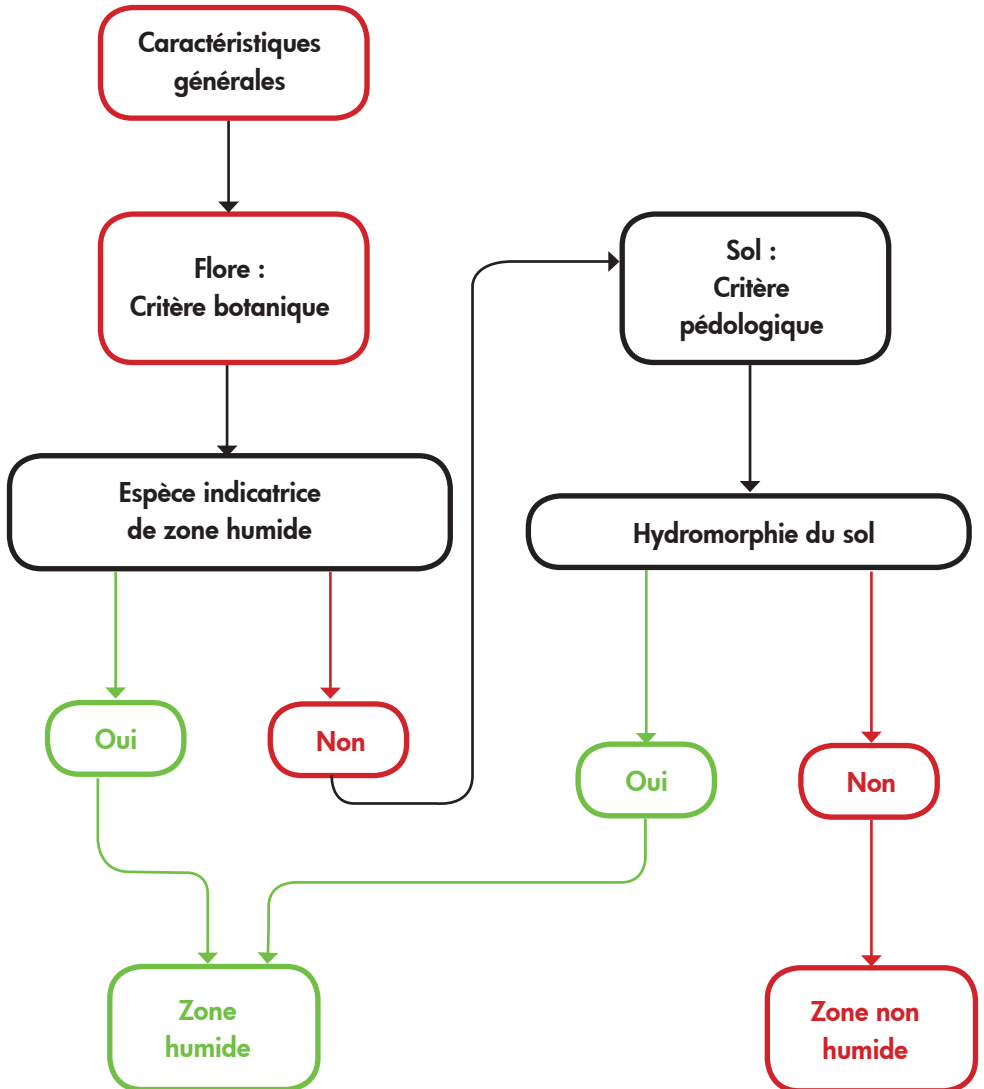 Caractéristiques
générales
Flore :
Critère botanique
Sol :
Critère
pédologique
Espèce indicatrice
de zone humide
Hydromorphie du sol
Oui
Non
Oui
Non
Zone
humide
Zone non
humide